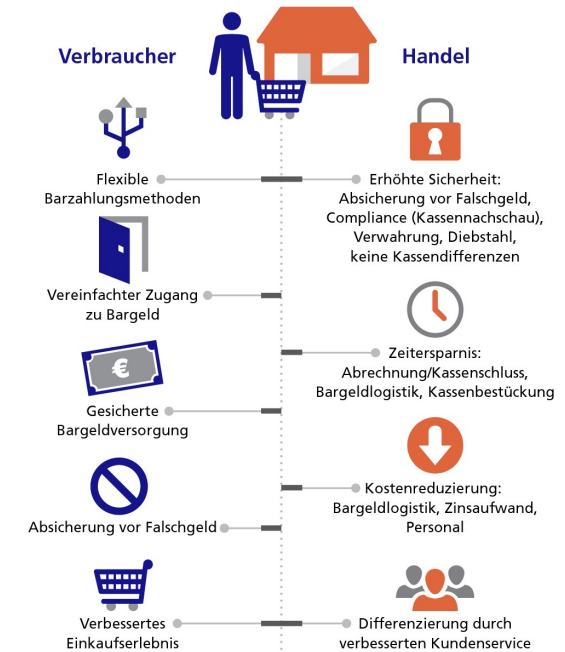 Verbraucher
Flexible
Barzahlungsmethoden
Vereinfachter Zugang
zu Bargeld
€
Gesicherte
Bargeldversorgung
Absicherung vor Falschgeld
Verbessertes
Einkaufserlebnis
Handel
Erhöhte Sicherheit:
Absicherung vor Falschgeld,
Compliance (Kassennachschau),
Verwahrung, Diebstahl,
keine Kassendifferenzen
Zeitersparnis:
Abrechnung/Kassenschluss,
Bargeldlogistik, Kassenbestückung
Kostenreduzierung:
Bargeldlogistik, Zinsaufwand,
Personal
Differenzierung durch
verbesserten Kundenservice